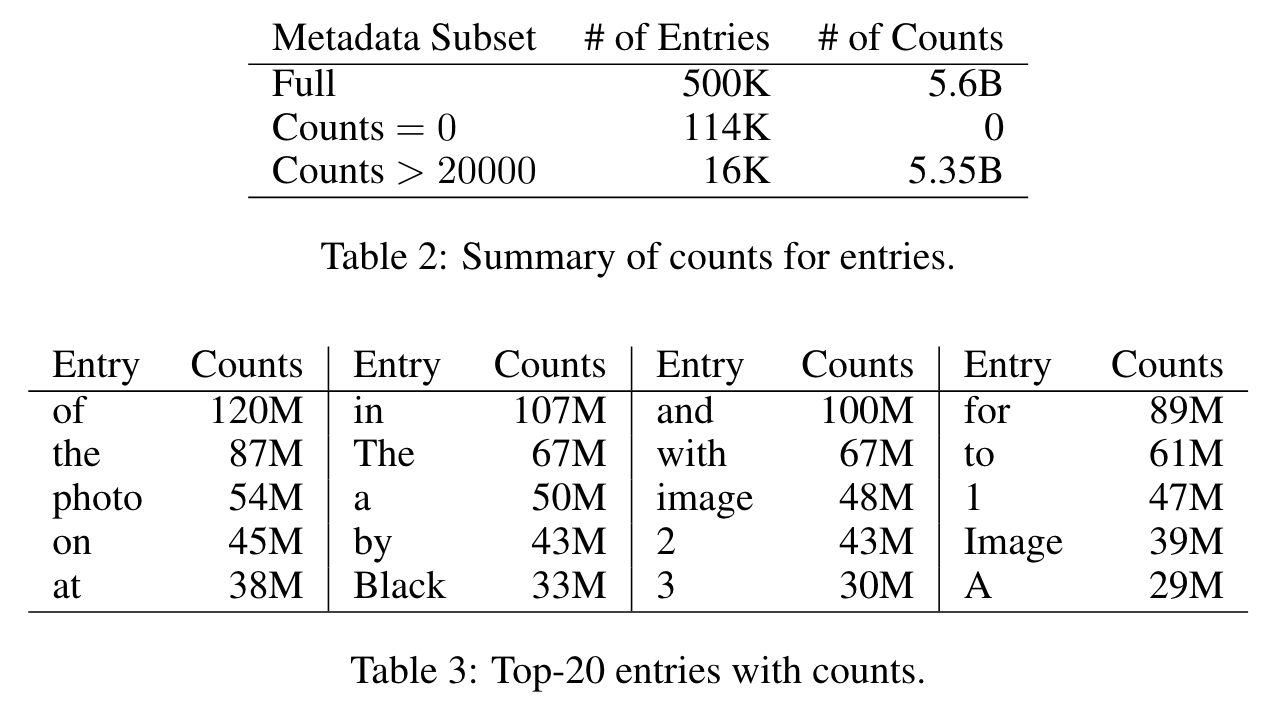 Metadata Subset # of Entries # of Counts
Full 500K 5.6B
Counts = 0 114K 0
Counts > 20000 16K 5.35B
Table 2: Summary of counts for entries.
Entry Counts Entry Counts Entry Counts Entry Counts
of 120M in 107M and 100M for 89M
the 87M The 67M with 67M to 61M
photo 54M a 50M image 48M 1 47M
on 45M by 43M 2 43M Image 39M
at 38M Black 33M 3 30M A 29M
Table 3: Top-20 entries with counts.